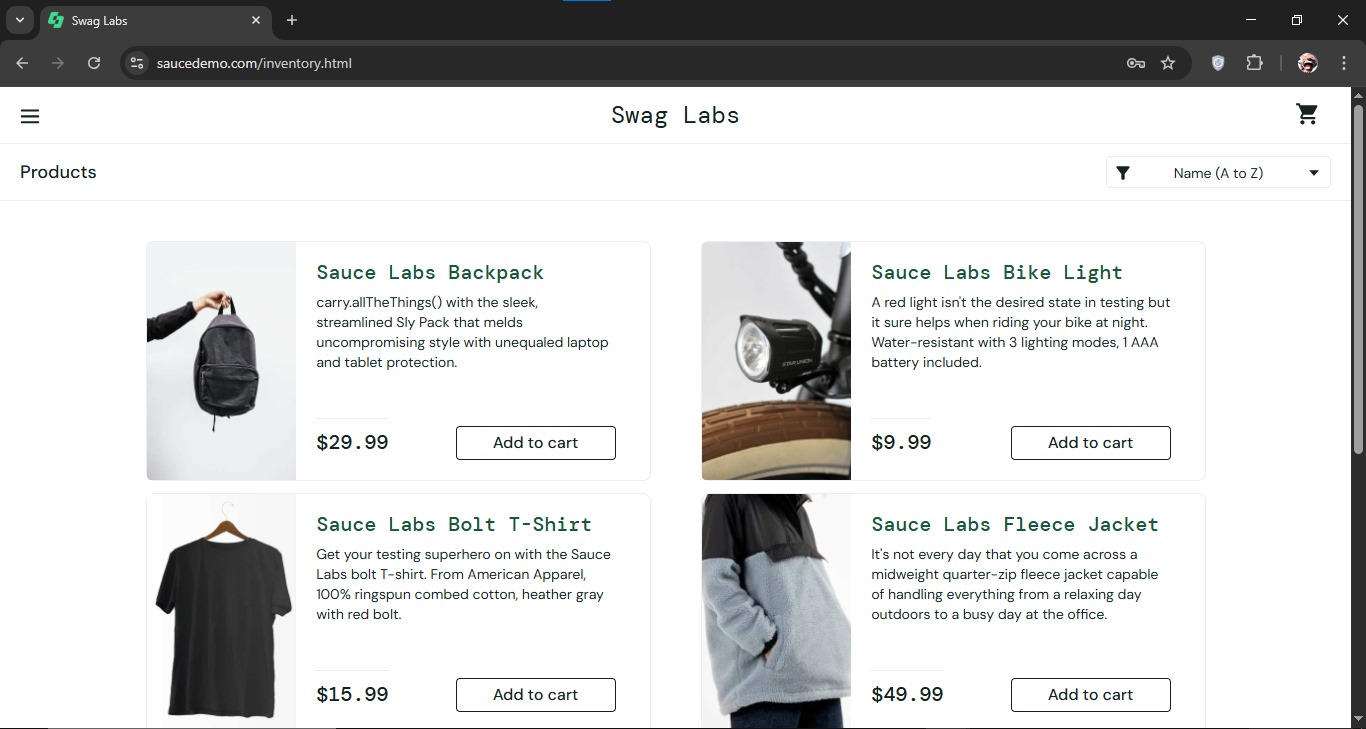 Swag Labs
saucedemo.com/inventory.html
Swag Labs
Products
Name (A to Z)
Sauce Labs Backpack
carry.allTheThings() with the sleek,
streamlined Sly Pack that melds
uncompromising style with unequaled laptop
and tablet protection.
$29.99
Add to cart
Sauce Labs Bike Light
A red light isn't the desired state in testing but
it sure helps when riding your bike at night.
Water-resistant with 3 lighting modes, 1 AAA
battery included.
STAR UNION
$9.99
Add to cart
Sauce Labs Bolt T-Shirt
Get your testing superhero on with the Sauce
Labs bolt T-shirt. From American Apparel,
100% ringspun combed cotton, heather gray
with red bolt.
$15.99
Add to cart
Sauce Labs Fleece Jacket
It's not every day that you come across a
midweight quarter-zip fleece jacket capable
of handling everything from a relaxing day
outdoors to a busy day at the office.
$49.99
Add to cart